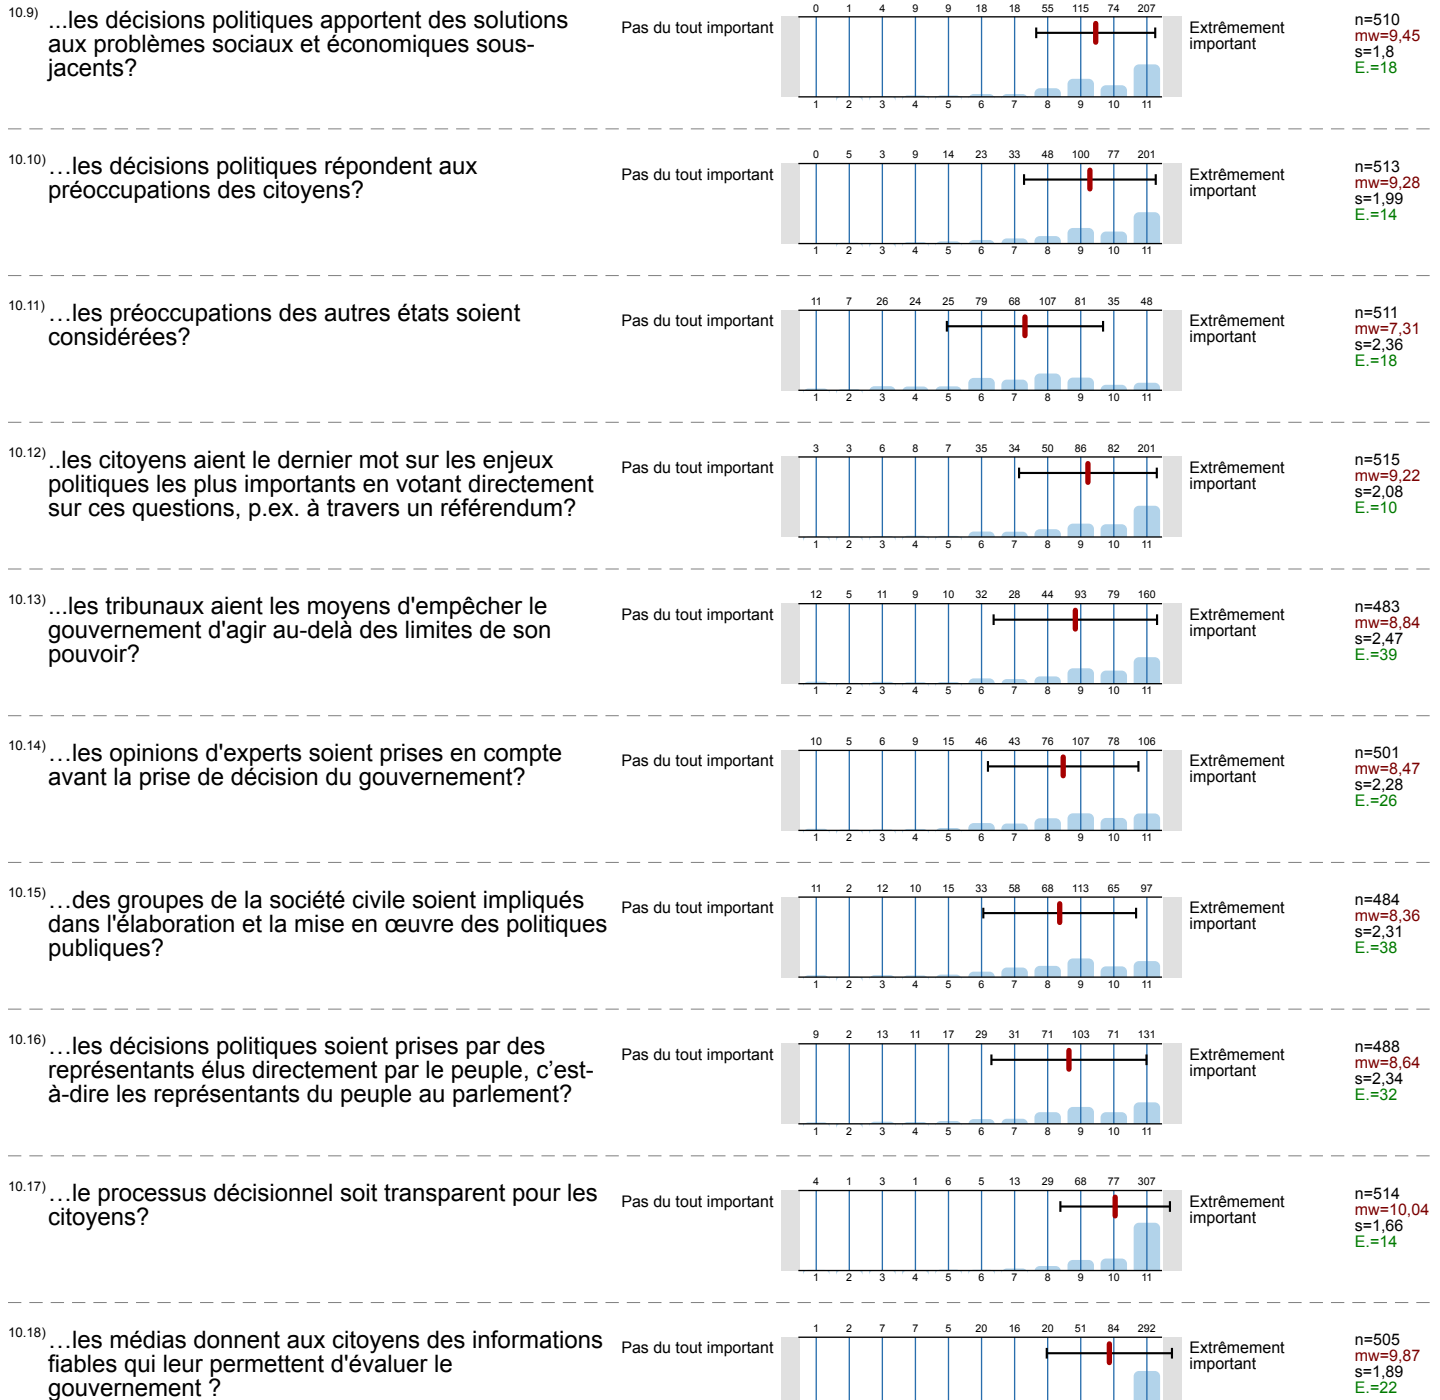 10.9) ...les décisions politiques apportent des solutions
aux problèmes sociaux et économiques sous-
jacents?
Pas du tout important
0 1 4 9 9 18 18 55 115 74 207
1 2 3 4 5 6 7 8 9 10 11
Extrêmement
important
n=510
mw=9,45
s=1,8
E.=18
10.10) …les décisions politiques répondent aux
préoccupations des citoyens?
Pas du tout important
0 5 3 9 14 23 33 48 100 77 201
1 2 3 4 5 6 7 8 9 10 11
Extrêmement
important
n=513
mw=9,28
s=1,99
E.=14
10.11) …les préoccupations des autres états soient
considérées?
Pas du tout important
11 7 26 24 25 79 68 107 81 35 48
1 2 3 4 5 6 7 8 9 10 11
Extrêmement
important
n=511
mw=7,31
s=2,36
E.=18
10.12) ..les citoyens aient le dernier mot sur les enjeux
politiques les plus importants en votant directement
sur ces questions, p.ex. à travers un référendum?
Pas du tout important
3 3 6 8 7 35 34 50 86 82 201
1 2 3 4 5 6 7 8 9 10 11
Extrêmement
important
n=515
mw=9,22
s=2,08
E.=10
10.13) ...les tribunaux aient les moyens d'empêcher le
gouvernement d'agir au-delà des limites de son
pouvoir?
Pas du tout important
12 5 11 9 10 32 28 44 93 79 160
1 2 3 4 5 6 7 8 9 10 11
Extrêmement
important
n=483
mw=8,84
s=2,47
E.=39
10.14) …les opinions d'experts soient prises en compte
avant la prise de décision du gouvernement?
Pas du tout important
10 5 6 9 15 46 43 76 107 78 106
1 2 3 4 5 6 7 8 9 10 11
Extrêmement
important
n=501
mw=8,47
s=2,28
E.=26
10.15) …des groupes de la société civile soient impliqués
dans l'élaboration et la mise en œuvre des politiques
publiques?
Pas du tout important
11 2 12 10 15 33 58 68 113 65 97
1 2 3 4 5 6 7 8 9 10 11
Extrêmement
important
n=484
mw=8,36
s=2,31
E.=38
10.16) …les décisions politiques soient prises par des
représentants élus directement par le peuple, c’est-
à-dire les représentants du peuple au parlement?
Pas du tout important
9 2 13 11 17 29 31 71 103 71 131
1 2 3 4 5 6 7 8 9 10 11
Extrêmement
important
n=488
mw=8,64
s=2,34
E.=32
10.17) …le processus décisionnel soit transparent pour les
citoyens?
Pas du tout important
4 1 3 1 6 5 13 29 68 77 307
1 2 3 4 5 6 7 8 9 10 11
Extrêmement
important
n=514
mw=10,04
s=1,66
E.=14
10.18) …les médias donnent aux citoyens des informations
fiables qui leur permettent d'évaluer le
gouvernement ?
Pas du tout important
1 2 7 7 5 20 16 20 51 84 292
Extrêmement
important
n=505
mw=9,87
s=1,89
E.=22